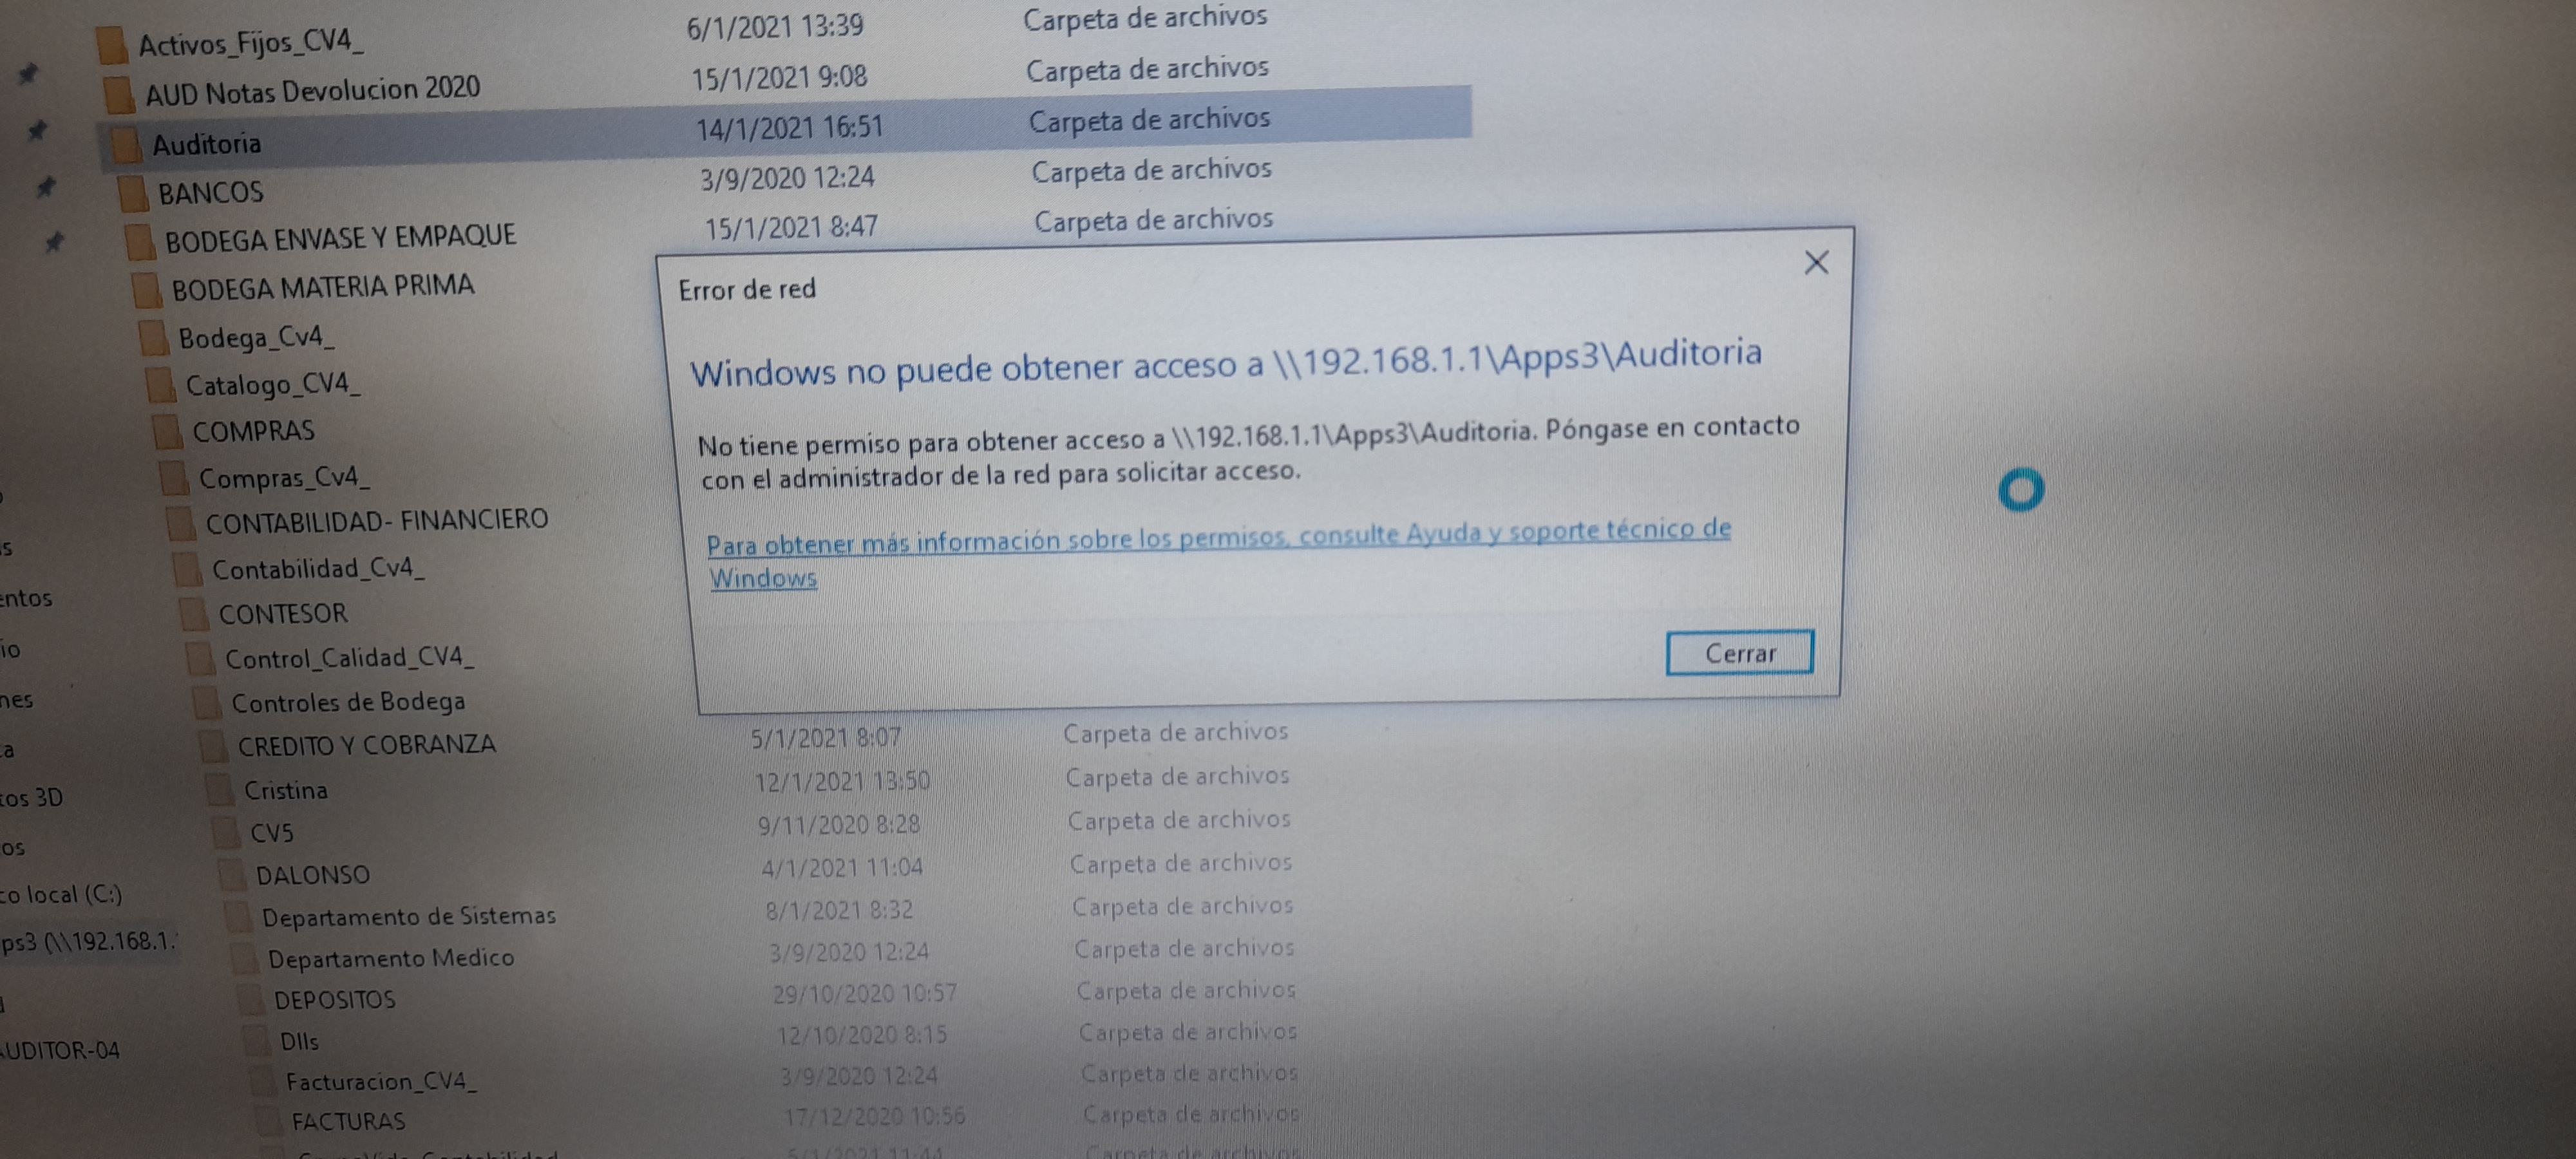 Activos_Fijos_CV4_ 6/1/2021 13:39 Carpeta de archivos
AUD Notas Devolucion 2020 15/1/2021 9:08 Carpeta de archivos
Auditoria 14/1/2021 16:51 Carpeta de archivos
BANCOS 3/9/2020 12:24 Carpeta de archivos
BODEGA ENVASE Y EMPAQUE 15/1/2021 8:47 Carpeta de archivos
BODEGA MATERIA PRIMA
Bodega_Cv4_
Catalogo_CV4_
COMPRAS
Compras_Cv4_
CONTABILIDAD- FINANCIERO
Contabilidad_Cv4_
CONTESOR
Control_Calidad_CV4_
Controles de Bodega
CREDITO Y COBRANZA 5/1/2021 8:07 Carpeta de archivos
Cristina 12/1/2021 13:50 Carpeta de archivos
CV5 9/11/2020 8:28 Carpeta de archivos
DALONSO 4/1/2021 11:04 Carpeta de archivos
Departamento de Sistemas 8/1/2021 8:32 Carpeta de archivos
Departamento Medico 3/9/2020 12:24 Carpeta de archivos
DEPOSITOS 29/10/2020 10:57 Carpeta de archivos
Dlls 12/10/2020 8:15 Carpeta de archivos
Facturacion_CV4_ 3/9/2020 12:24 Carpeta de archivos
FACTURAS 17/12/2020 10:56 Carpeta de archivos
Carpeta de archivos
Error de red
Windows no puede obtener acceso a \\192.168.1.1\Apps3\Auditoria
No tiene permiso para obtener acceso a \\192.168.1.1\Apps3\Auditoria. Póngase en contacto
con el administrador de la red para solicitar acceso.
Para obtener más información sobre los permisos, consulte Ayuda y soporte técnico de
Windows
Cerrar
s
entos
io
nes
ta
tos 3D
os
co local (C:)
ps3 (\\192.168.1.
AUDITOR-04